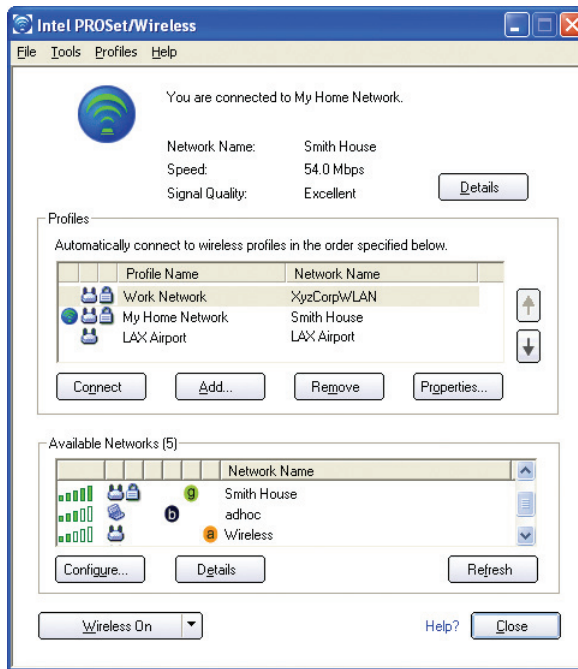 Intel PROSet/Wireless
File Tools Profiles Help
You are connected to My Home Network.
Network Name: Smith House
Speed: 54.0 Mbps
Signal Quality: Excellent
Details
Profiles
Automatically connect to wireless profiles in the order specified below.
Profile Name Network Name
Work Network XyzCorpWLAN
My Home Network Smith House
LAX Airport LAX Airport
Connect Add... Remove Properties...
Available Networks (5)
Network Name
g Smith House
b adhoc
a Wireless
Configure... Details Refresh
Wireless On Help? Close